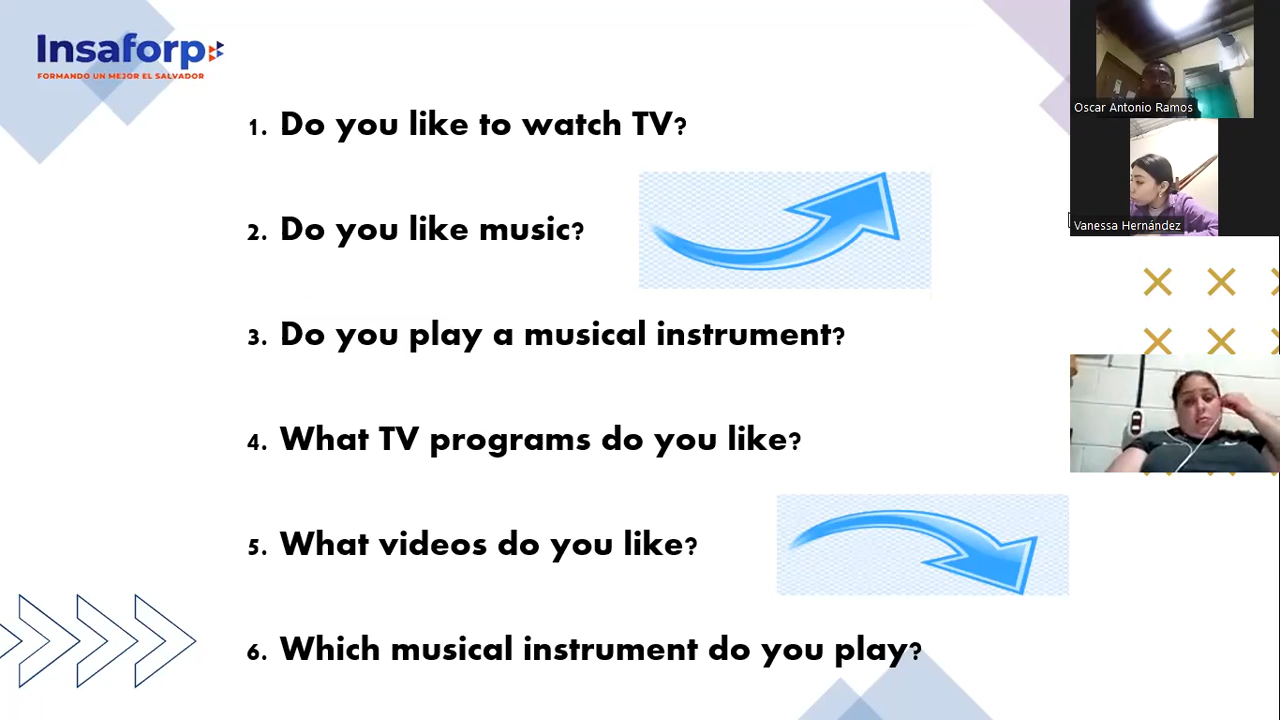 Insaforp
FORMANDO UN MEJOR EL SALVADOR
1. Do you like to watch TV?
2. Do you like music?
3. Do you play a musical instrument?
4. What TV programs do you like?
5. What videos do you like?
6. Which musical instrument do you play?
Oscar Antonio Ramos
Vanessa Hernández